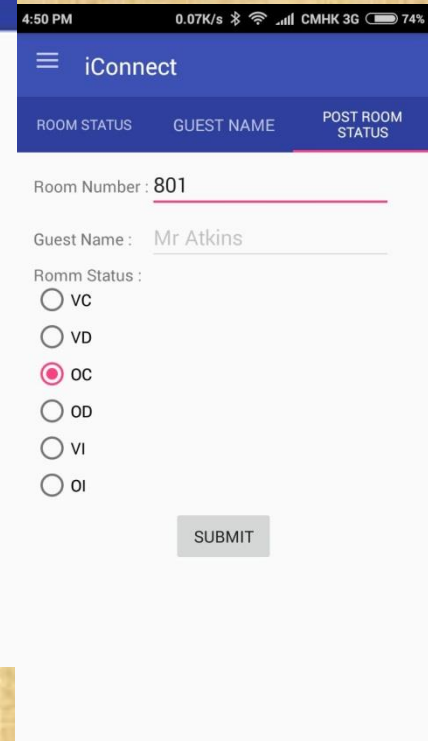 4:50 PM 0.07K/s CMHK 3G 74%
iConnect
ROOM STATUS GUEST NAME POST ROOM STATUS
Room Number : 801
Guest Name : Mr Atkins
Romm Status :
VC
VD
OC
OD
VI
OI
SUBMIT